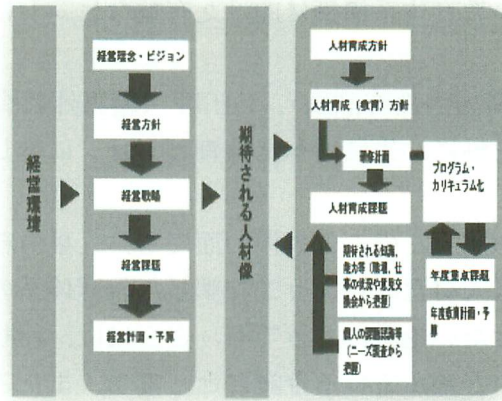 経営環境
経営理念・ビジョン
経営方針
経営戦略
経営課題
経営計画・予算
期待される人材像
人材育成方針
人材育成（教育）方針
研修計画
人材育成課題
期待される知識、
能力等（職場、仕
事の状況や意見交
換会から把握）
個人の課題認識等
（ニーズ調査から
把握）
プログラム・
カリキュラム化
年度重点課題
年度教育計画・予
算